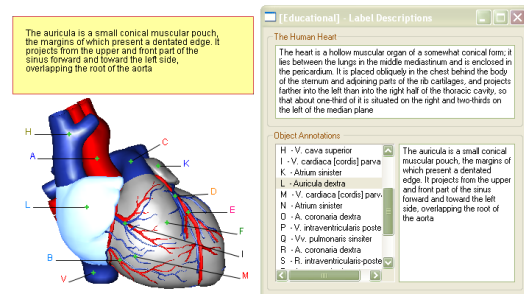 The auricula is a small conical muscular pouch,
the margins of which present a dentated edge. It
projects from the upper and front part of the
sinus forward and toward the left side,
overlapping the root of the aorta
H
A
L
B
V
C
K
D
E
F
I
M
[Educational] - Label Descriptions
The Human Heart
The heart is a hollow muscular organ of a somewhat conical form; it
lies between the lungs in the middle mediastinum and is enclosed in
the pericardium. It is placed obliquely in the chest behind the body
of the sternum and adjoining parts of the rib cartilages, and projects
farther into the left than into the right half of the thoracic cavity, so
that about one-third of it is situated on the right and two-thirds on
the left of the median plane
Object Annotations
H - V. cava superior
I - V. cardiaca [cordis] parva
K - Atrium sinister
L - Auricula dextra
M - V. cardiaca [cordis] parv
N - Atrium sinister
O - A. coronaria dextra
P - V. intraventricularis poste
Q - Vv. pulmonaris sinsiter
R - A. coronaria dextra
S - R. intraventricularis-poste
The auricula is a small conical
muscular pouch, the margins of
which present a dentated edge. It
projects from the upper and front
part of the sinus forward and
toward the left side,
overlapping the root of the
aorta